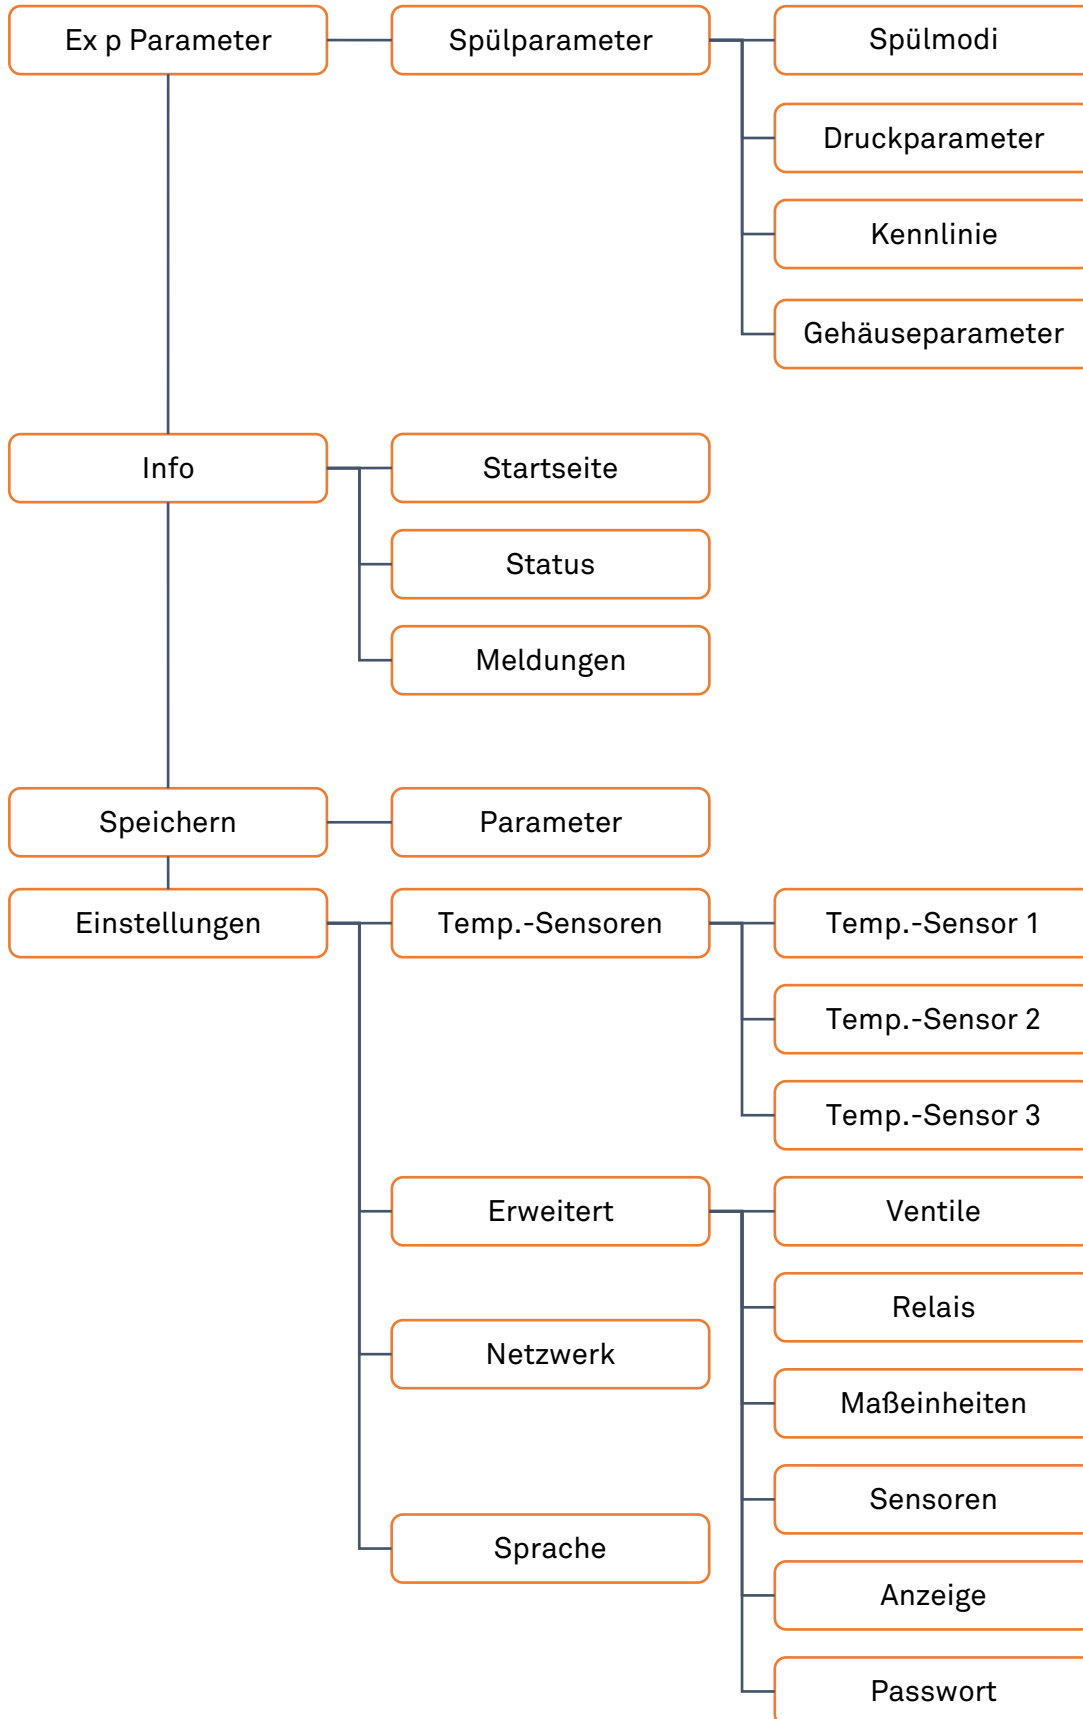 Ex p Parameter
Spülparameter
Spülmodi
Druckparameter
Kennlinie
Gehäuseparameter
Info
Startseite
Status
Meldungen
Speichern
Parameter
Einstellungen
Temp.-Sensoren
Temp.-Sensor 1
Temp.-Sensor 2
Temp.-Sensor 3
Erweitert
Ventile
Relais
Netzwerk
Maßeinheiten
Sensoren
Sprache
Anzeige
Passwort